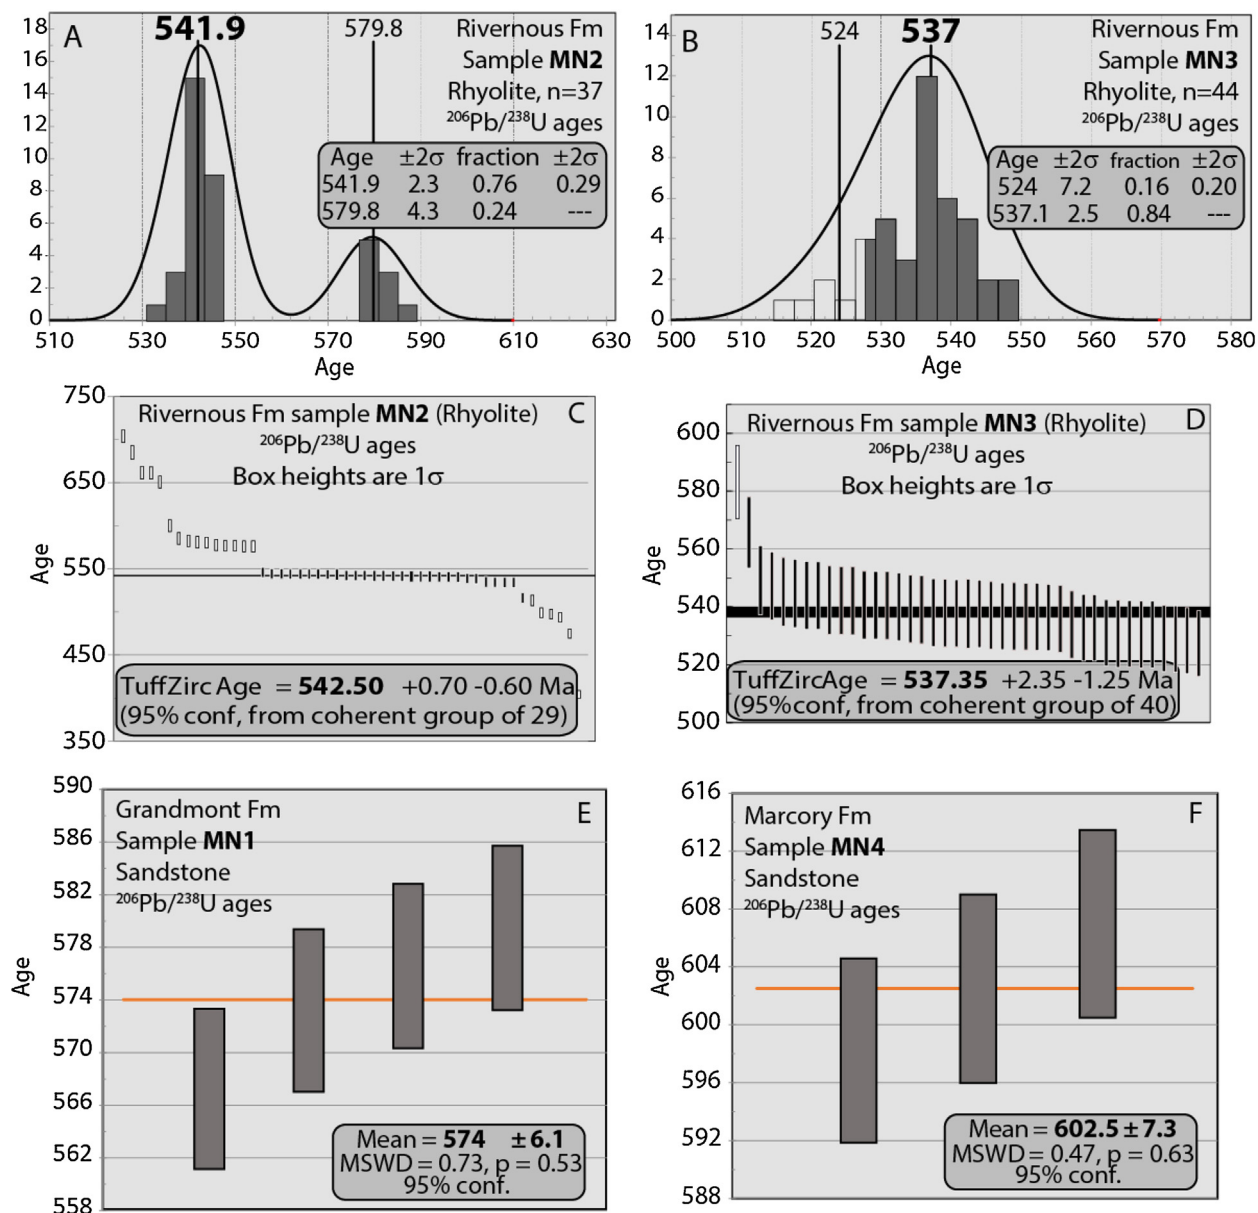 A
541.9
579.8
Rivernous Fm
Sample MN2
Rhyolite, n=37
²⁰⁶Pb/²³⁸U ages
Age ±2σ fraction ±2σ
541.9 2.3 0.76 0.29
579.8 4.3 0.24 ---
18
16
14
12
10
8
6
4
2
0
510 530 550 570 590 610 630
Age
B
524
537
Rivernous Fm
Sample MN3
Rhyolite, n=44
²⁰⁶Pb/²³⁸U ages
Age ±2σ fraction ±2σ
524 7.2 0.16 0.20
537.1 2.5 0.84 ---
14
12
10
8
6
4
2
0
500 510 520 530 540 550 560 570 580
Age
C
Rivernous Fm sample MN2 (Rhyolite)
²⁰⁶Pb/²³⁸U ages
Box heights are 1σ
750
650
550
450
350
Age
TuffZirc Age = 542.50 +0.70 -0.60 Ma
(95% conf, from coherent group of 29)
D
Rivernous Fm sample MN3 (Rhyolite)
²⁰⁶Pb/²³⁸U ages
Box heights are 1σ
600
580
560
540
520
500
Age
TuffZircAge = 537.35 +2.35 -1.25 Ma
(95%conf, from coherent group of 40)
E
Grandmont Fm
Sample MN1
Sandstone
²⁰⁶Pb/²³⁸U ages
590
586
582
578
574
570
566
562
558
Age
Mean = 574 ±6.1
MSWD = 0.73, p = 0.53
95% conf.
F
Marcory Fm
Sample MN4
Sandstone
²⁰⁶Pb/²³⁸U ages
616
612
608
604
600
596
592
588
Age
Mean = 602.5 ± 7.3
MSWD = 0.47, p = 0.63
95% conf.